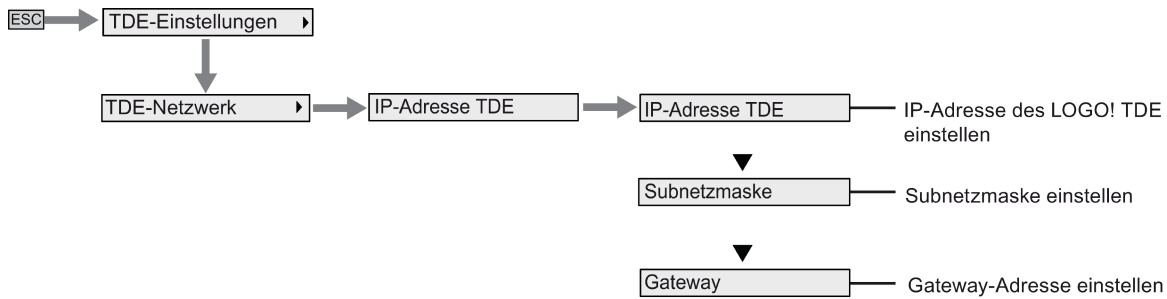 ESC
TDE-Einstellungen
TDE-Netzwerk
IP-Adresse TDE
IP-Adresse TDE
IP-Adresse des LOGO! TDE
einstellen
Subnetzmaske
Subnetzmaske einstellen
Gateway
Gateway-Adresse einstellen